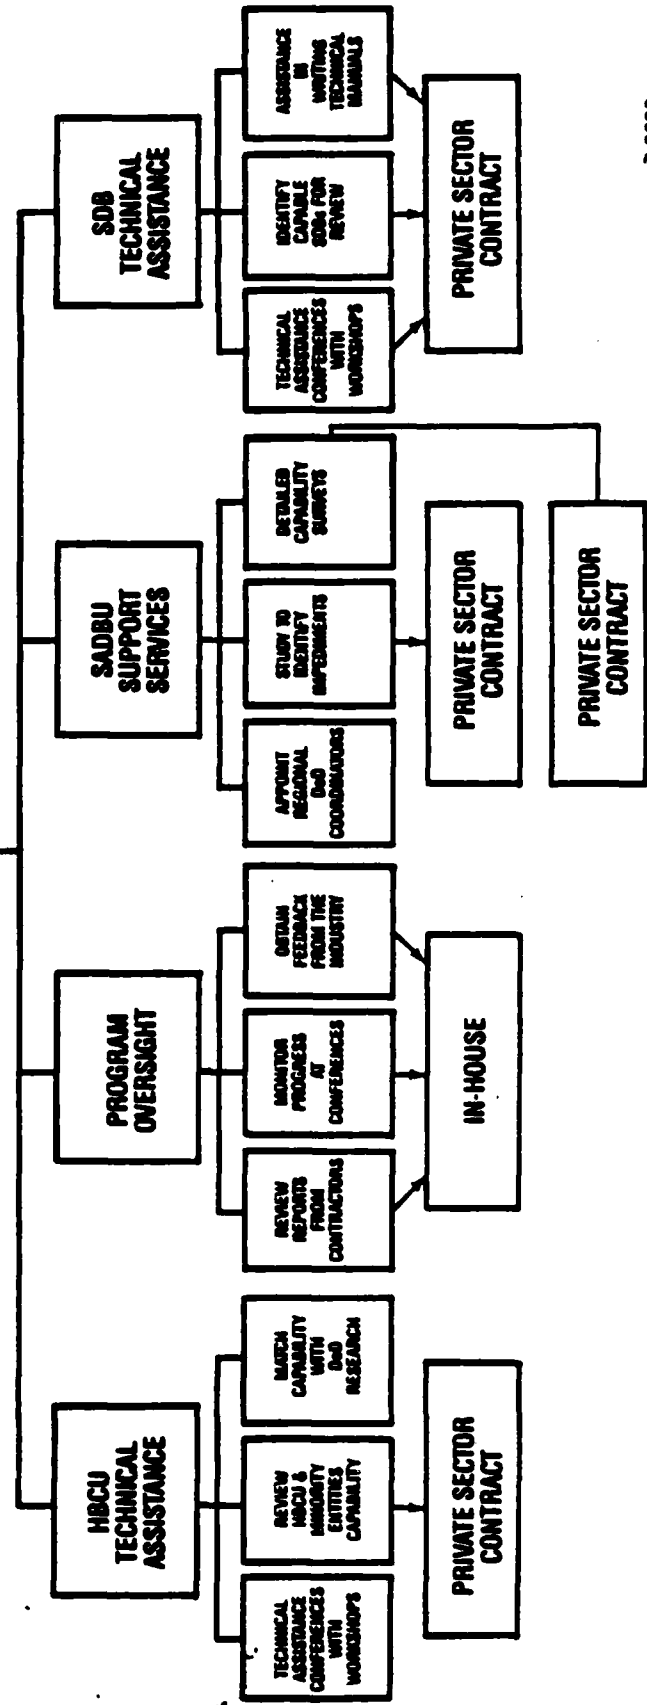 HBCU
TECHNICAL
ASSISTANCE
PROGRAM
OVERSIGHT
SADBU
SUPPORT
SERVICES
SDB
TECHNICAL
ASSISTANCE
TECHNICAL
ASSISTANCE
CONFERENCES
WITH
WORKSHOPS
REVIEW
HBCU &
MINORITY
ENTITIES
CAPABILITY
MATCH
CAPABILITY
WITH
DoD
RESEARCH
REVIEW
REPORTS
FROM
CONTRACTORS
MONITOR
PROGRESS
AT
CONFERENCES
OBTAIN
FEEDBACK
FROM THE
INDUSTRY
APPOINT
REGIONAL
DoD
COORDINATORS
STUDY TO
IDENTIFY
IMPEDIMENTS
DETAILED
CAPABILITY
SURVEYS
TECHNICAL
ASSISTANCE
CONFERENCES
WITH
WORKSHOPS
IDENTIFY
CAPABLE
SDBs FOR
REVIEW
ASSISTANCE
IN
WRITING
TECHNICAL
MANUALS
PRIVATE SECTOR
CONTRACT
IN-HOUSE
PRIVATE SECTOR
CONTRACT
PRIVATE SECTOR
CONTRACT
PRIVATE SECTOR
CONTRACT